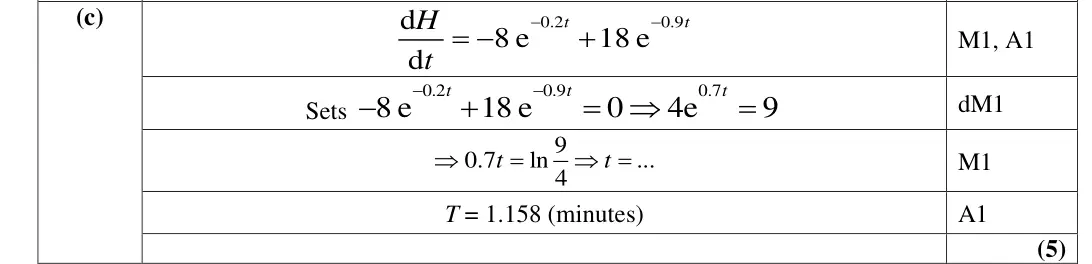 (c)
dH/dt = −8 e^{−0.2t} + 18 e^{−0.9t}
M1, A1
Sets −8 e^{−0.2t} + 18 e^{−0.9t} = 0 ⇒ 4e^{0.7t} = 9
dM1
⇒ 0.7t = ln 9/4 ⇒ t = ...
M1
T = 1.158 (minutes)
A1
(5)